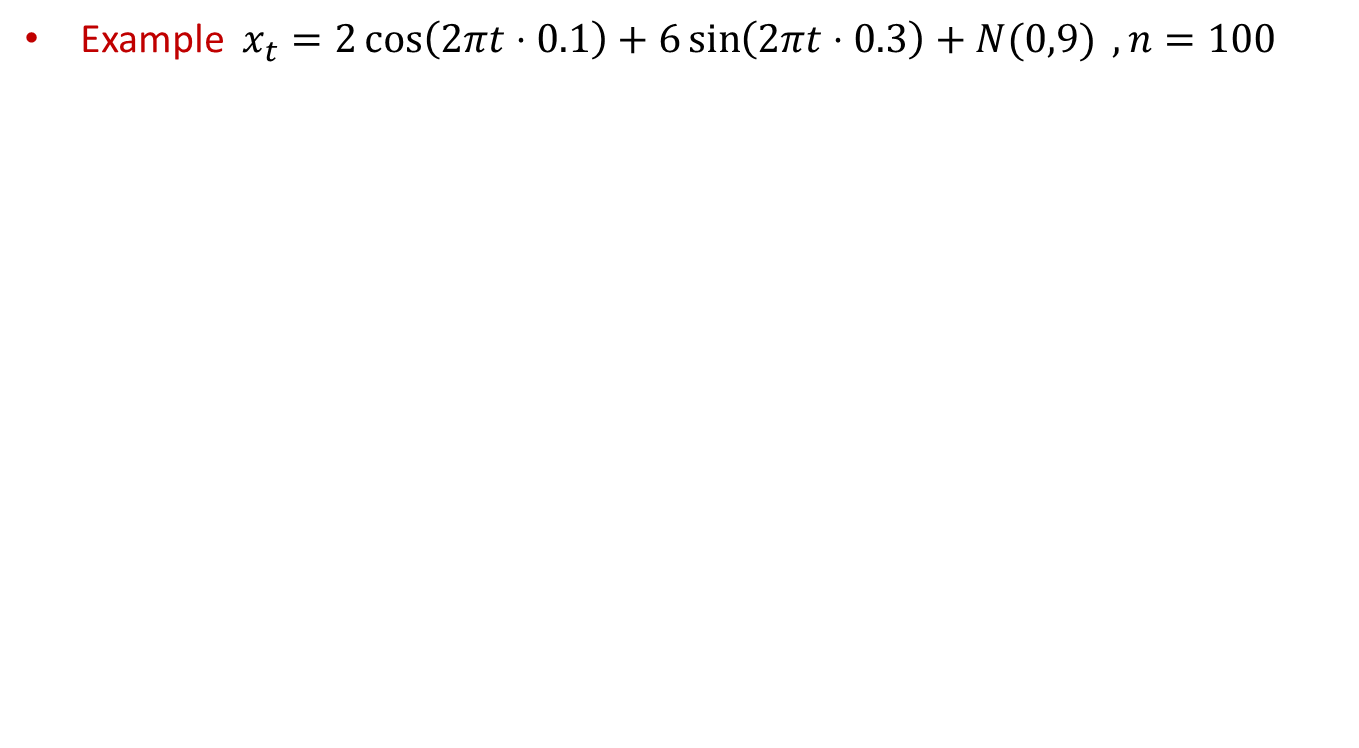 • Example x_t = 2 cos(2πt · 0.1) + 6 sin(2πt · 0.3) + N(0,9) , n = 100